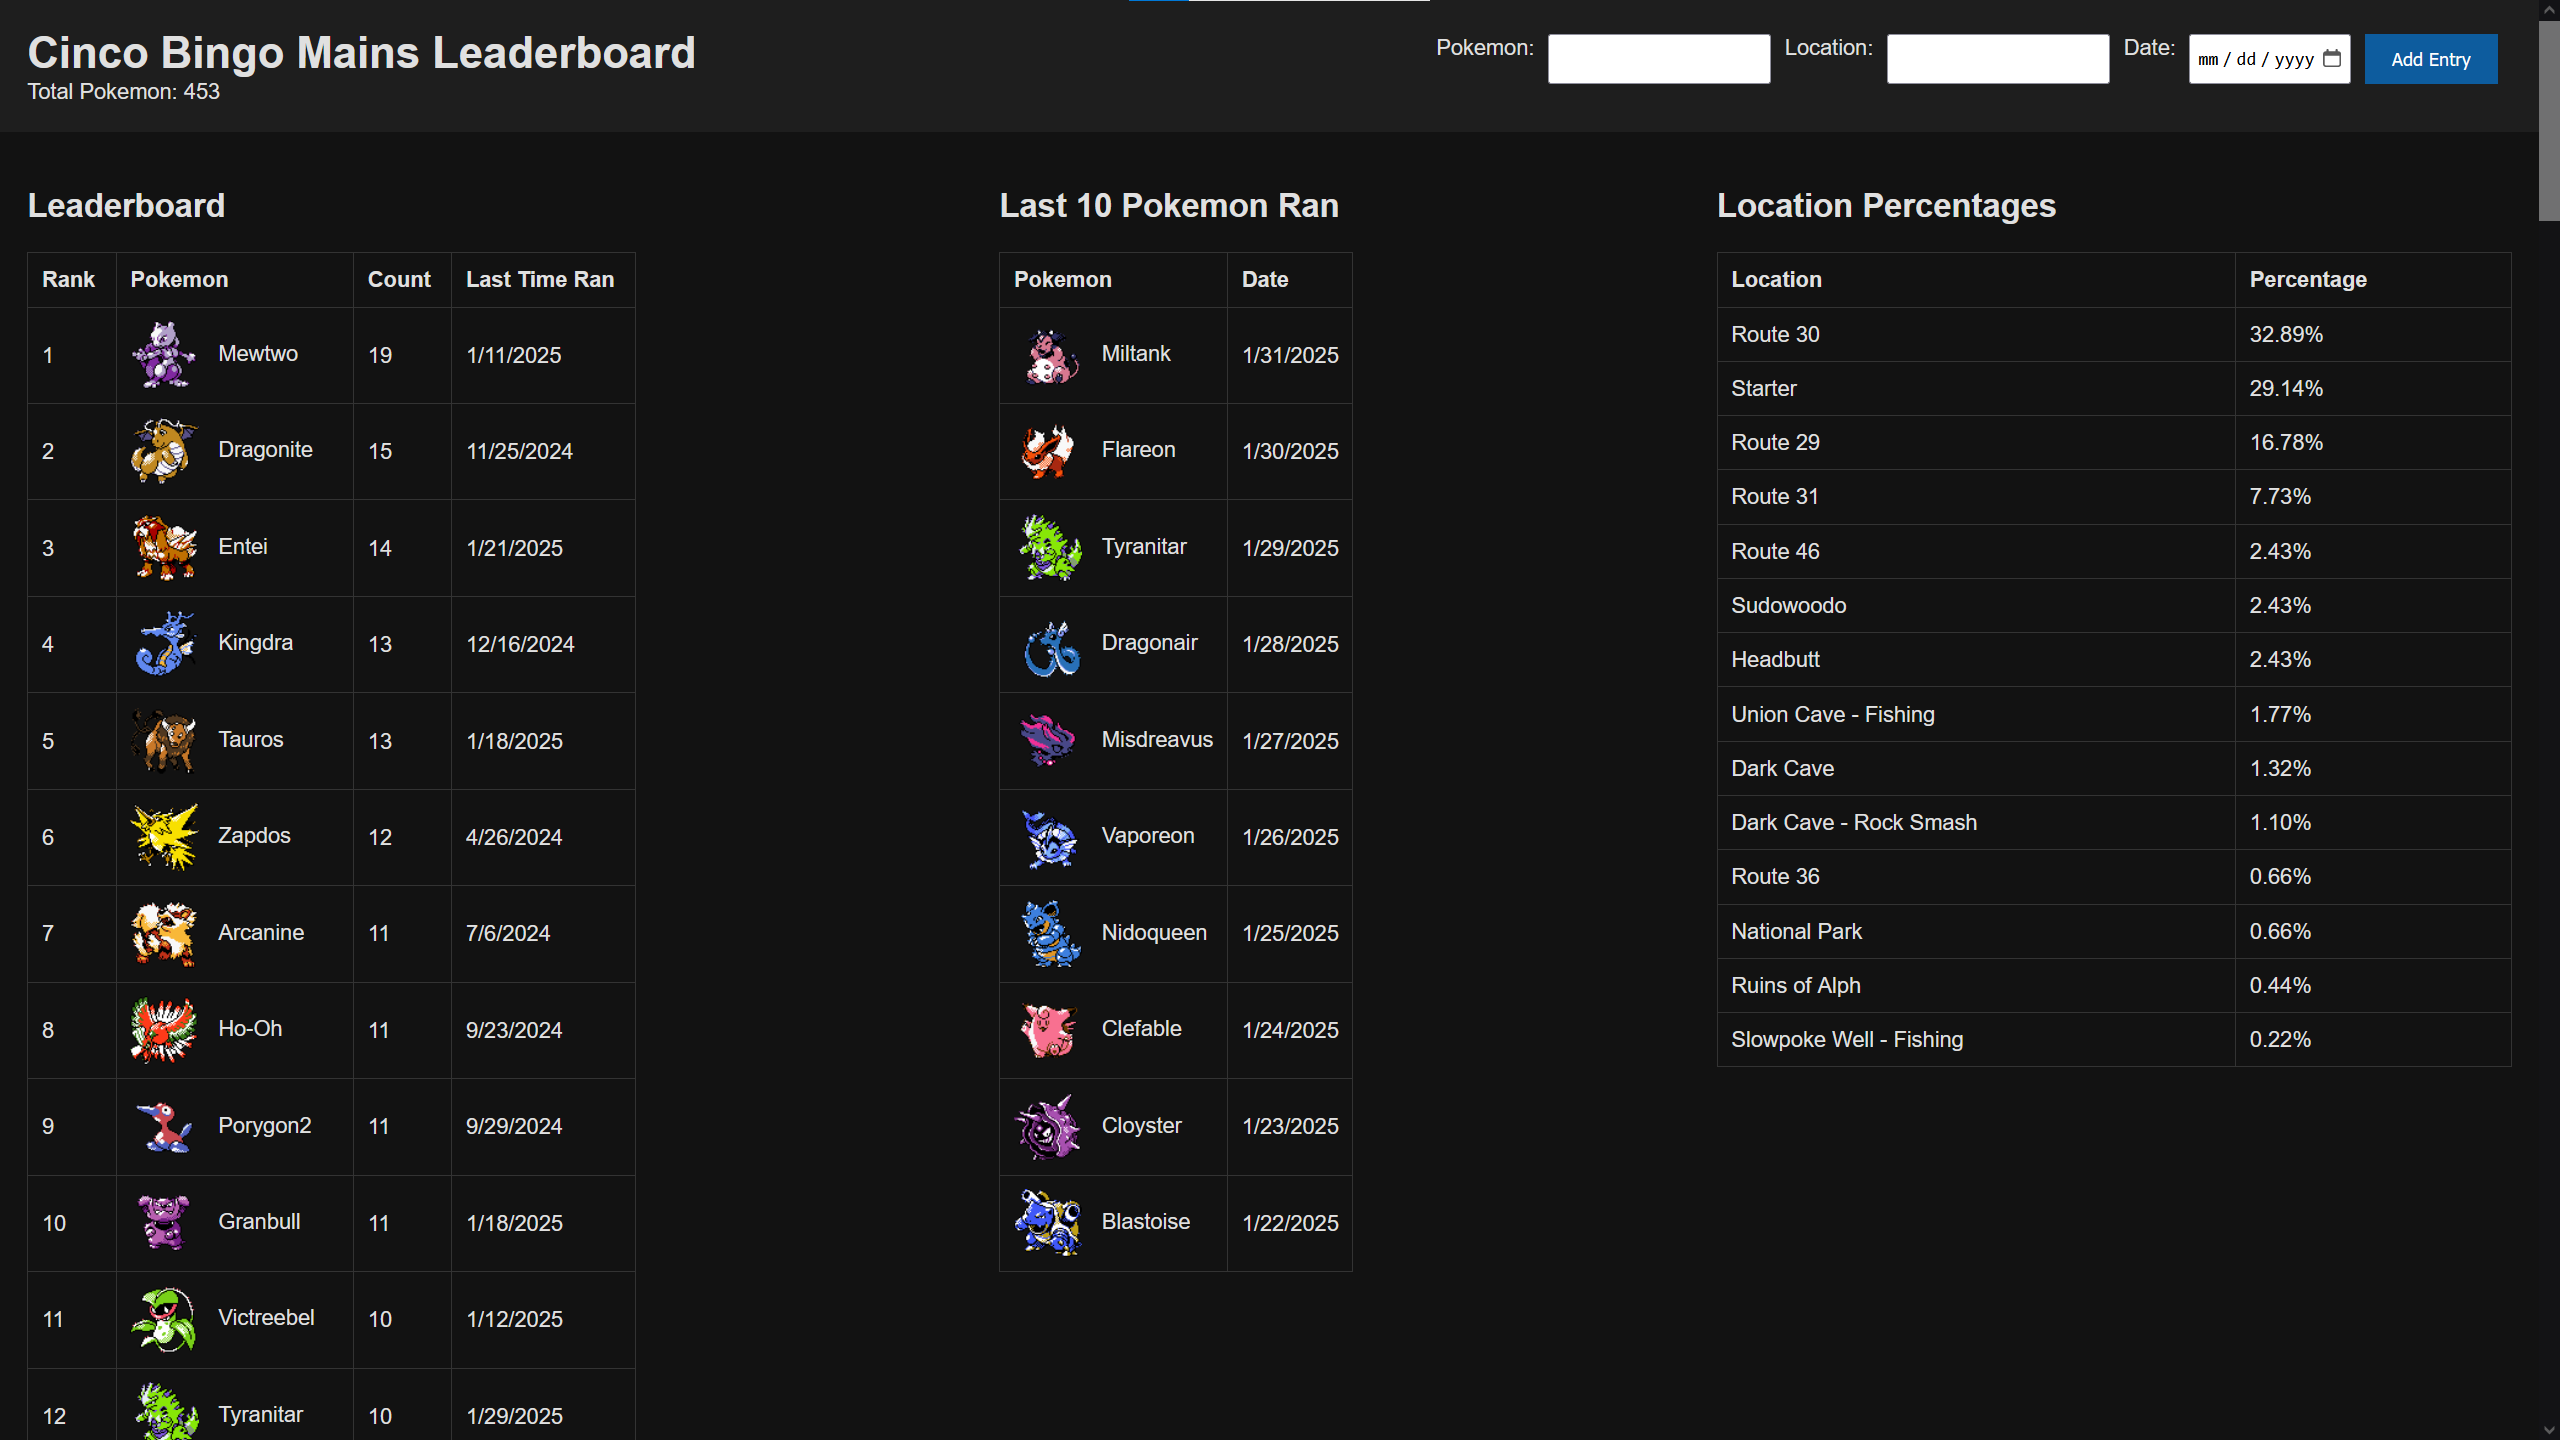 Cinco Bingo Mains Leaderboard
Total Pokemon: 453
Pokemon: Location: Date: mm / dd / yyyy Add Entry
Leaderboard
Rank Pokemon Count Last Time Ran
1 Mewtwo 19 1/11/2025
2 Dragonite 15 11/25/2024
3 Entei 14 1/21/2025
4 Kingdra 13 12/16/2024
5 Tauros 13 1/18/2025
6 Zapdos 12 4/26/2024
7 Arcanine 11 7/6/2024
8 Ho-Oh 11 9/23/2024
9 Porygon2 11 9/29/2024
10 Granbull 11 1/18/2025
11 Victreebel 10 1/12/2025
12 Tyranitar 10 1/29/2025
Last 10 Pokemon Ran
Pokemon Date
Miltank 1/31/2025
Flareon 1/30/2025
Tyranitar 1/29/2025
Dragonair 1/28/2025
Misdreavus 1/27/2025
Vaporeon 1/26/2025
Nidoqueen 1/25/2025
Clefable 1/24/2025
Cloyster 1/23/2025
Blastoise 1/22/2025
Location Percentages
Location Percentage
Route 30 32.89%
Starter 29.14%
Route 29 16.78%
Route 31 7.73%
Route 46 2.43%
Sudowoodo 2.43%
Headbutt 2.43%
Union Cave - Fishing 1.77%
Dark Cave 1.32%
Dark Cave - Rock Smash 1.10%
Route 36 0.66%
National Park 0.66%
Ruins of Alph 0.44%
Slowpoke Well - Fishing 0.22%